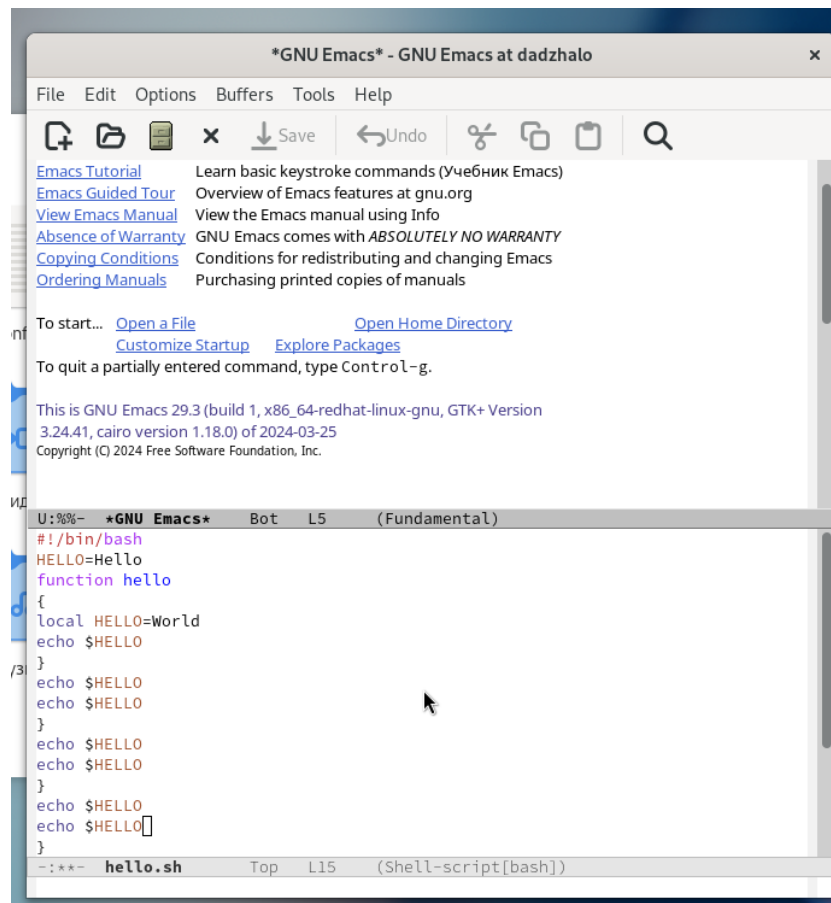 *GNU Emacs* - GNU Emacs at dadzhalo
File Edit Options Buffers Tools Help
Save Undo
Emacs Tutorial Learn basic keystroke commands (Учебник Emacs)
Emacs Guided Tour Overview of Emacs features at gnu.org
View Emacs Manual View the Emacs manual using Info
Absence of Warranty GNU Emacs comes with ABSOLUTELY NO WARRANTY
Copying Conditions Conditions for redistributing and changing Emacs
Ordering Manuals Purchasing printed copies of manuals
To start... Open a File Open Home Directory
Customize Startup Explore Packages
To quit a partially entered command, type Control-g.
This is GNU Emacs 29.3 (build 1, x86_64-redhat-linux-gnu, GTK+ Version
3.24.41, cairo version 1.18.0) of 2024-03-25
Copyright (C) 2024 Free Software Foundation, Inc.
U:%%- *GNU Emacs* Bot L5 (Fundamental)
#!/bin/bash
HELLO=Hello
function hello
{
local HELLO=World
echo $HELLO
}
echo $HELLO
echo $HELLO
}
echo $HELLO
echo $HELLO
}
echo $HELLO
echo $HELLO
}
-:**- hello.sh Top L15 (Shell-script[bash])